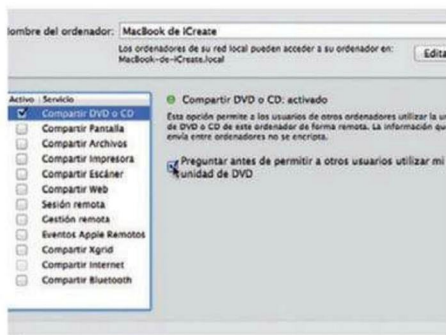 ombre del ordenador: MacBook de iCreate
Los ordenadores de su red local pueden acceder a su ordenador en:
MacBook-de-iCreate.local
Edita
Activo Servicio
Compartir DVD o CD
Compartir Pantalla
Compartir Archivos
Compartir Impresora
Compartir Escáner
Compartir Web
Sesión remota
Gestión remota
Eventos Apple Remotos
Compartir Xgrid
Compartir Internet
Compartir Bluetooth
Compartir DVD o CD: activado
Esta opción permite a los usuarios de otros ordenadores utilizar la un
de DVD o CD de este ordenador de forma remota. La información qu
envía entre ordenadores no se encripta.
Preguntar antes de permitir a otros usuarios utilizar mi
unidad de DVD